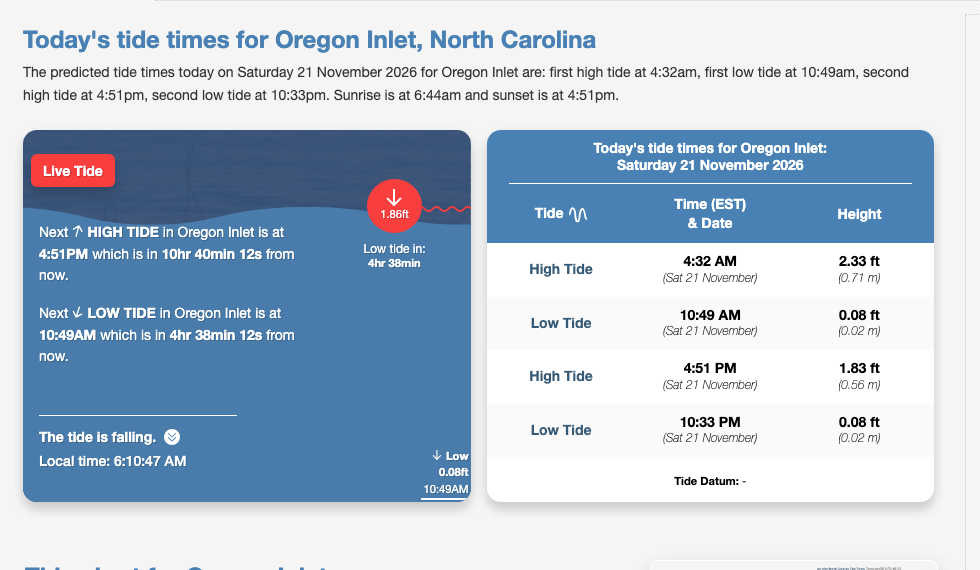 Today's tide times for Oregon Inlet, North Carolina
The predicted tide times today on Saturday 21 November 2026 for Oregon Inlet are: first high tide at 4:32am, first low tide at 10:49am, second
high tide at 4:51pm, second low tide at 10:33pm. Sunrise is at 6:44am and sunset is at 4:51pm.
Live Tide
1.86ft
Low tide in:
4hr 38min
Next HIGH TIDE in Oregon Inlet is at
4:51PM which is in 10hr 40min 12s from
now.
Next LOW TIDE in Oregon Inlet is at
10:49AM which is in 4hr 38min 12s from
now.
The tide is falling.
Local time: 6:10:47 AM
Low
0.08ft
10:49AM
Today's tide times for Oregon Inlet:
Saturday 21 November 2026
Tide Time (EST) Height
& Date
High Tide 4:32 AM 2.33 ft
(Sat 21 November) (0.71 m)
Low Tide 10:49 AM 0.08 ft
(Sat 21 November) (0.02 m)
High Tide 4:51 PM 1.83 ft
(Sat 21 November) (0.56 m)
Low Tide 10:33 PM 0.08 ft
(Sat 21 November) (0.02 m)
Tide Datum: -